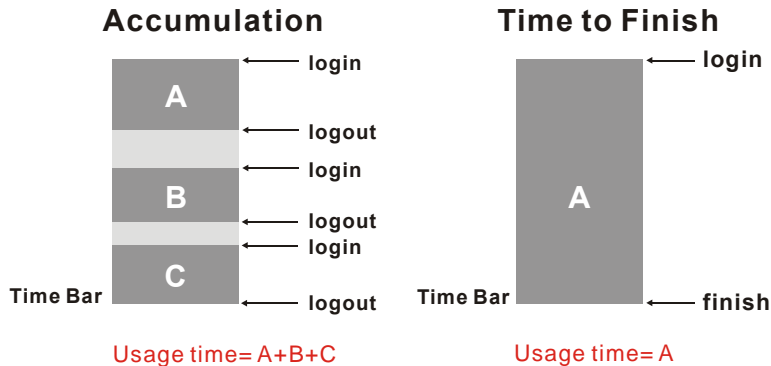 Accumulation
login
A
logout
login
B
logout
login
C
Time Bar
logout
Usage time= A+B+C
Time to Finish
login
A
Time Bar
finish
Usage time= A